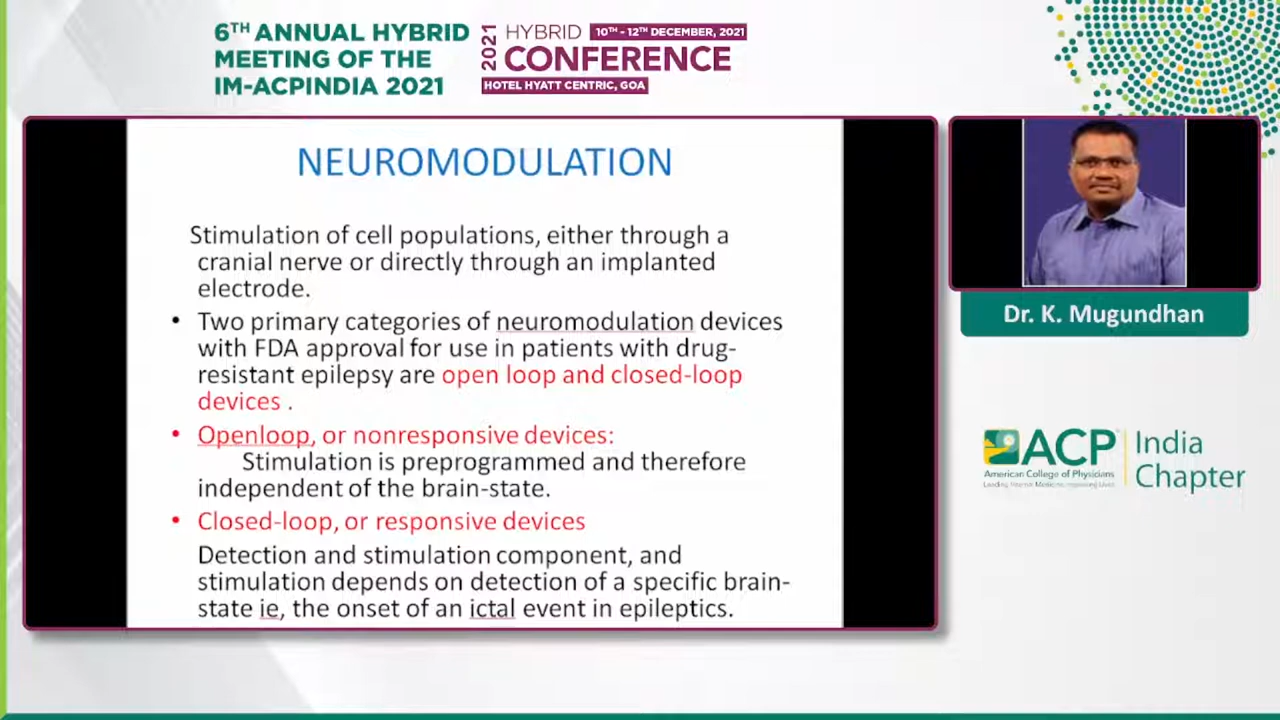 6TH ANNUAL HYBRID
MEETING OF THE
IM-ACPINDIA 2021
2021
HYBRID
10TH - 12TH DECEMBER, 2021
CONFERENCE
HOTEL HYATT CENTRIC, GOA
NEUROMODULATION
Stimulation of cell populations, either through a
cranial nerve or directly through an implanted
electrode.
• Two primary categories of neuromodulation devices
with FDA approval for use in patients with drug-
resistant epilepsy are open loop and closed-loop
devices .
• Openloop, or nonresponsive devices:
Stimulation is preprogrammed and therefore
independent of the brain-state.
• Closed-loop, or responsive devices
Detection and stimulation component, and
stimulation depends on detection of a specific brain-
state ie, the onset of an ictal event in epileptics.
Dr. K. Mugundhan
ACP
American College of Physicians
Leading Internal Medicine, Improving Lives
India
Chapter